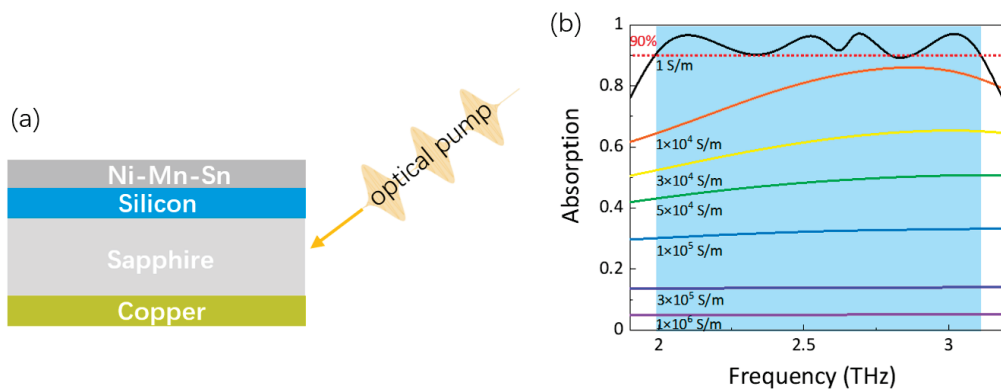 (a)
Ni-Mn-Sn
Silicon
Sapphire
Copper
optical pump
(b)
Absorption
1
0.8
0.6
0.4
0.2
0
90%
1 S/m
1×10⁴ S/m
3×10⁴ S/m
5×10⁴ S/m
1×10⁵ S/m
3×10⁵ S/m
1×10⁶ S/m
2 2.5 3
Frequency (THz)